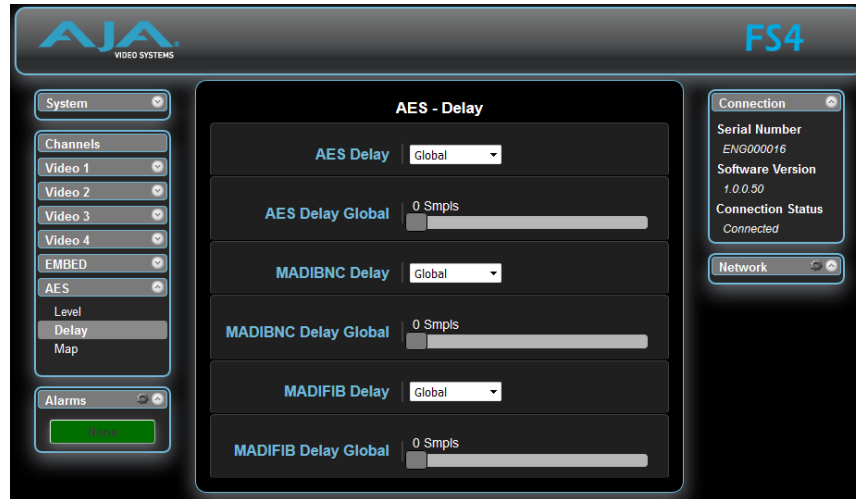 AJA
VIDEO SYSTEMS
FS4
System
Channels
Video 1
Video 2
Video 3
Video 4
EMBED
AES
Level
Delay
Map
Alarms
None
AES - Delay
AES Delay
Global
AES Delay Global
0 Smpls
MADIBNC Delay
Global
MADIBNC Delay Global
0 Smpls
MADIFIB Delay
Global
MADIFIB Delay Global
0 Smpls
Connection
Serial Number
ENG000016
Software Version
1.0.0.50
Connection Status
Connected
Network